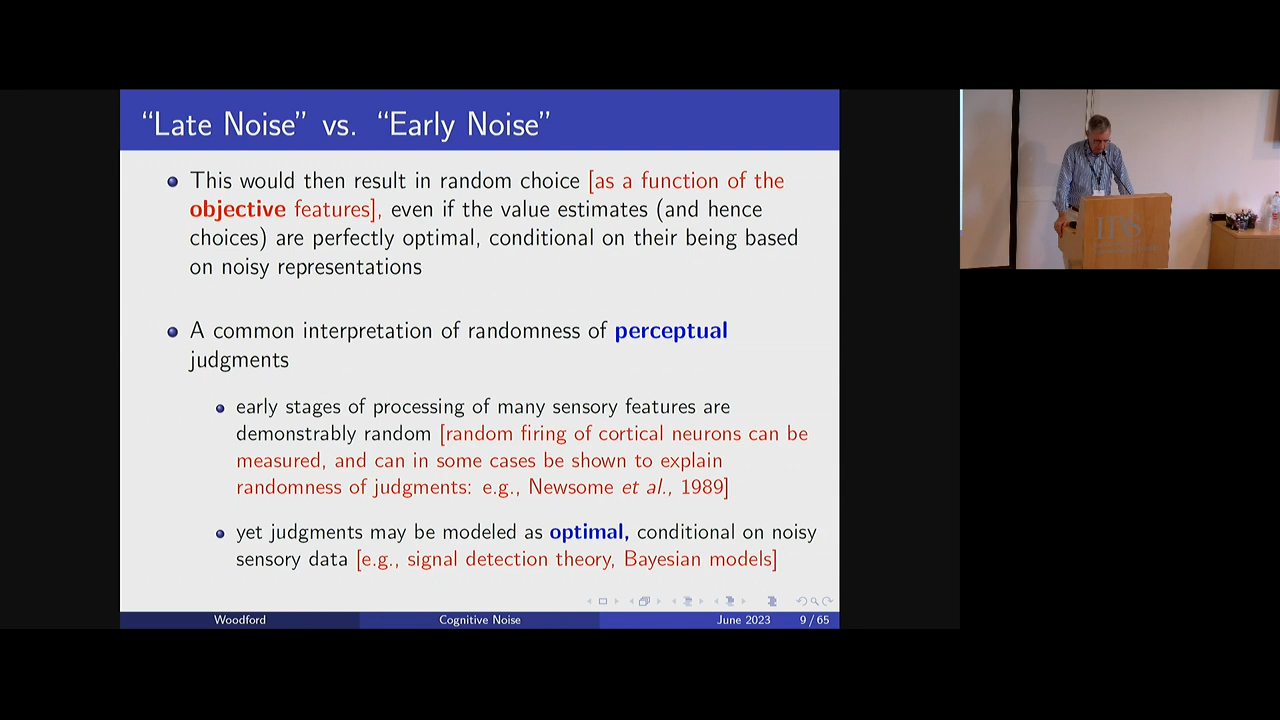 “Late Noise” vs. “Early Noise”
This would then result in random choice [as a function of the
objective features], even if the value estimates (and hence
choices) are perfectly optimal, conditional on their being based
on noisy representations
A common interpretation of randomness of perceptual
judgments
early stages of processing of many sensory features are
demonstrably random [random firing of cortical neurons can be
measured, and can in some cases be shown to explain
randomness of judgments: e.g., Newsome et al., 1989]
yet judgments may be modeled as optimal, conditional on noisy
sensory data [e.g., signal detection theory, Bayesian models]
Woodford Cognitive Noise June 2023 9 / 65